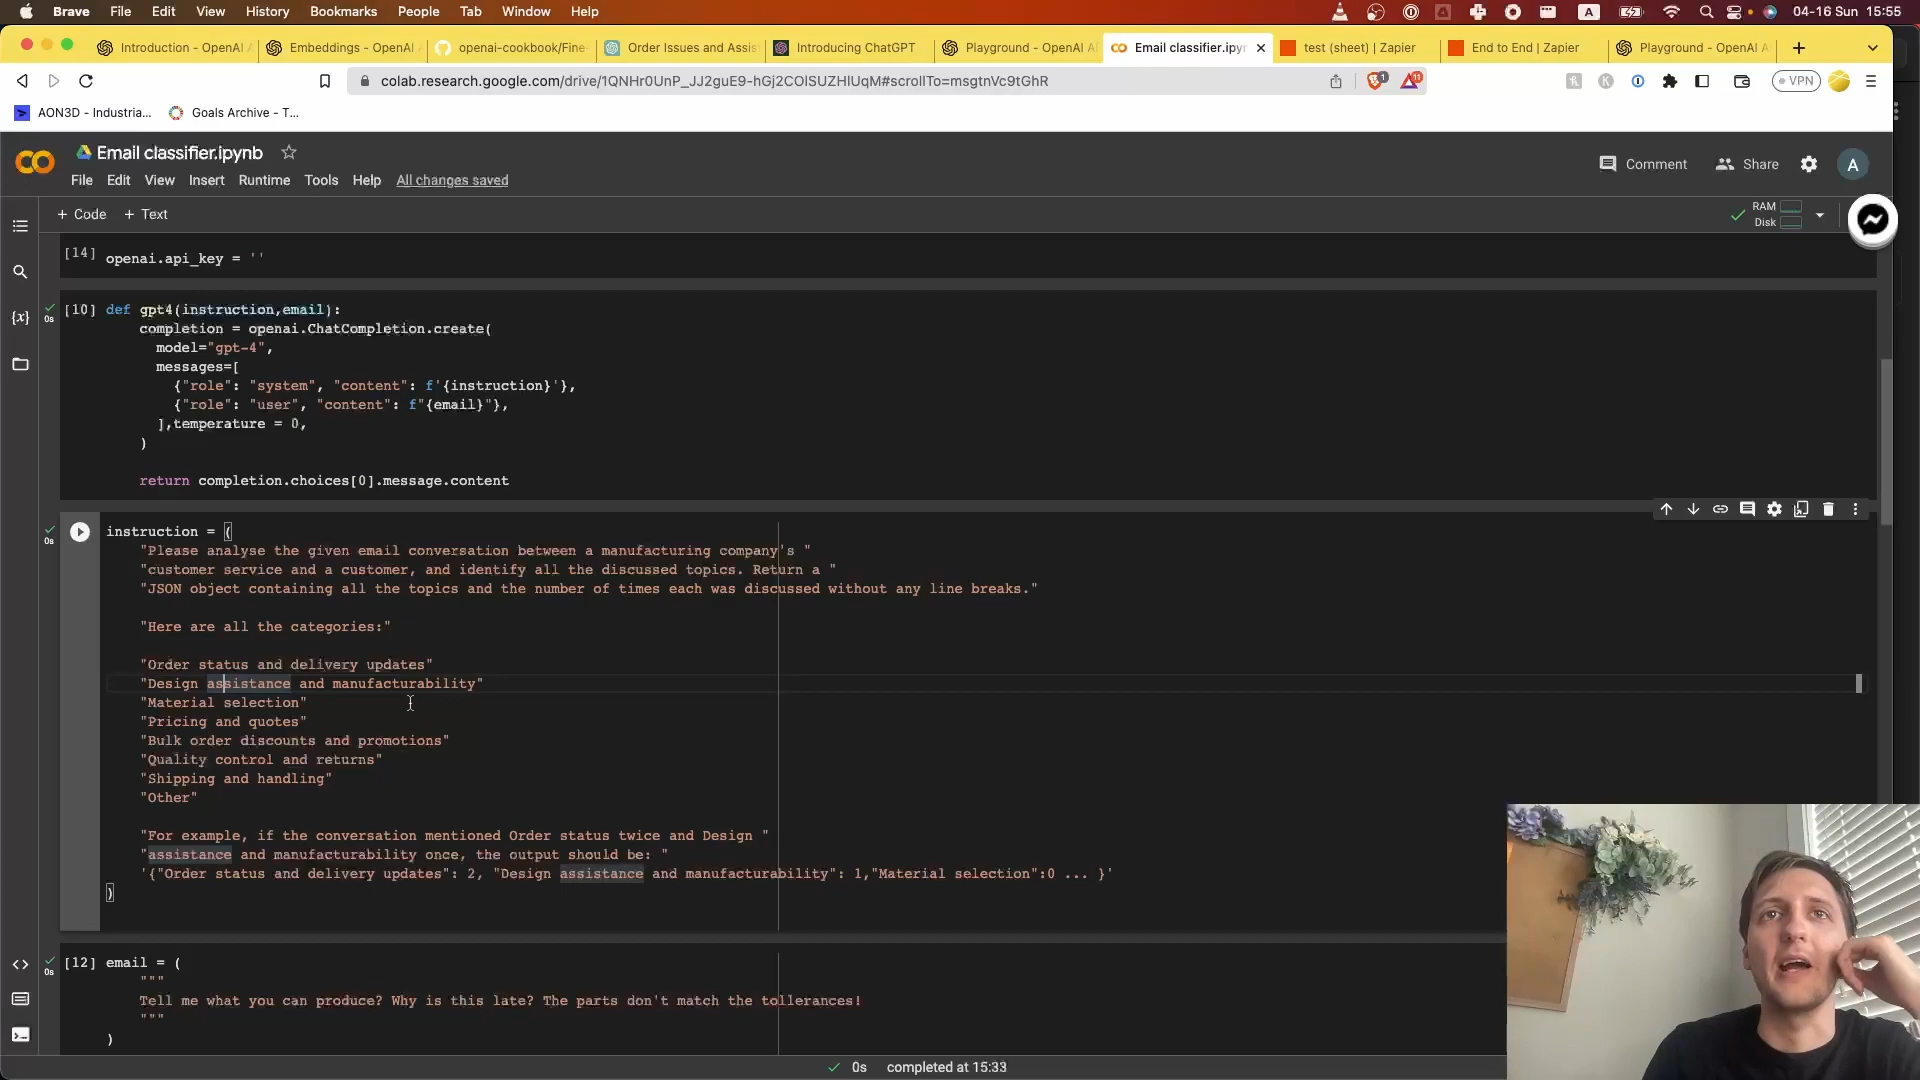 Brave File Edit View History Bookmarks People Tab Window Help 04-16 Sun 15:55
Introduction - OpenAI A
Embeddings - OpenAI
openai-cookbook/Fine-
Order Issues and Assis
Introducing ChatGPT
Playground - OpenAI A
Email classifier.ipyn
test (sheet) | Zapier
End to End | Zapier
Playground - OpenAI A
colab.research.google.com/drive/1QNHr0UnP_JJ2guE9-hGj2COlSUZHlUqM#scrollTo=msgtnVc9tGhR
VPN
AON3D - Industria... Goals Archive - T...
Email classifier.ipynb
Comment Share A
File Edit View Insert Runtime Tools Help All changes saved
+ Code + Text
RAM
Disk
[14] openai.api_key = ''
[10] def gpt4(instruction,email):
completion = openai.ChatCompletion.create(
model="gpt-4",
messages=[
{"role": "system", "content": f'{instruction}'},
{"role": "user", "content": f"{email}"},
],temperature = 0,
)
return completion.choices[0].message.content
0s
instruction = (
"Please analyse the given email conversation between a manufacturing company's "
"customer service and a customer, and identify all the discussed topics. Return a "
"JSON object containing all the topics and the number of times each was discussed without any line breaks."
"Here are all the categories:"
"Order status and delivery updates"
"Design assistance and manufacturability"
"Material selection"
"Pricing and quotes"
"Bulk order discounts and promotions"
"Quality control and returns"
"Shipping and handling"
"Other"
"For example, if the conversation mentioned Order status twice and Design "
"assistance and manufacturability once, the output should be: "
'{"Order status and delivery updates": 2, "Design assistance and manufacturability": 1,"Material selection":0 ... }'
)
0s
[12] email = (
"""
Tell me what you can produce? Why is this late? The parts don't match the tollerances!
"""
)
0s
0s completed at 15:33